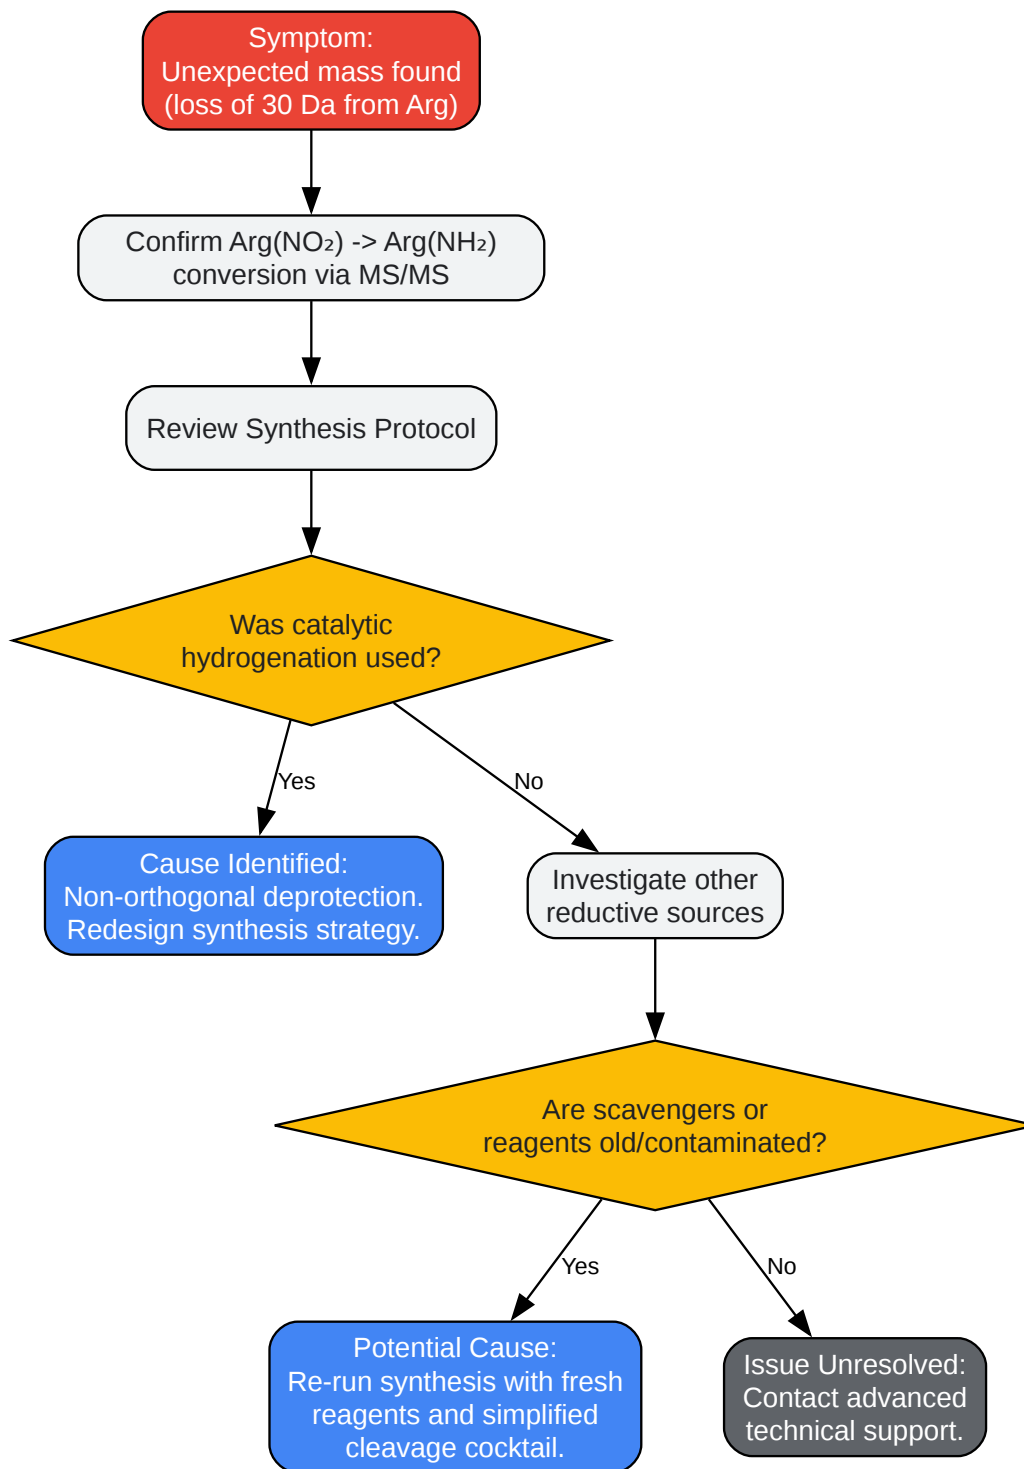 Symptom:
Unexpected mass found
(loss of 30 Da from Arg)
Confirm Arg(NO₂) -> Arg(NH₂)
conversion via MS/MS
Review Synthesis Protocol
Was catalytic
hydrogenation used?
Yes
No
Cause Identified:
Non-orthogonal deprotection.
Redesign synthesis strategy.
Investigate other
reductive sources
Are scavengers or
reagents old/contaminated?
Yes
No
Potential Cause:
Re-run synthesis with fresh
reagents and simplified
cleavage cocktail.
Issue Unresolved:
Contact advanced
technical support.